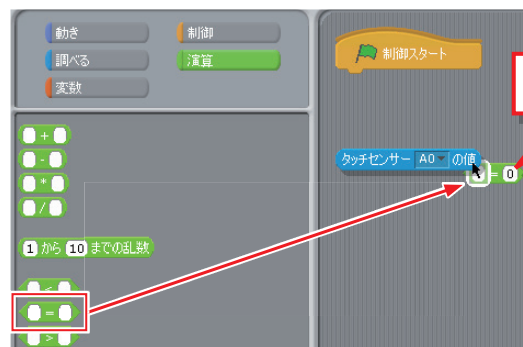 動き 制御
調べる 演算
変数
制御スタート
タッチセンサー A0 の値
= 0
+
-
*
/
1 から 10 までの乱数
<
=
>